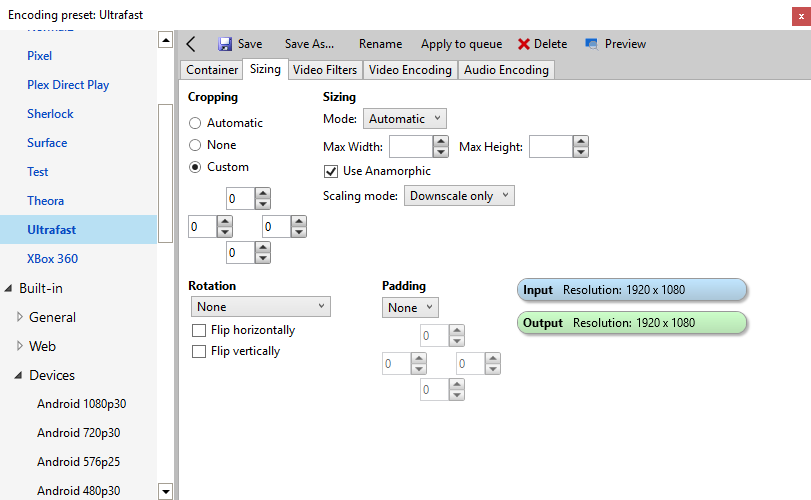 Encoding preset: Ultrafast
x
Pixel
Plex Direct Play
Sherlock
Surface
Test
Theora
Ultrafast
XBox 360
Built-in
General
Web
Devices
Android 1080p30
Android 720p30
Android 576p25
Android 480p30
Save
Save As...
Rename
Apply to queue
Delete
Preview
Container
Sizing
Video Filters
Video Encoding
Audio Encoding
Cropping
Automatic
None
Custom
0
0
0
0
Sizing
Mode: Automatic
Max Width:
Max Height:
Use Anamorphic
Scaling mode: Downscale only
Rotation
None
Flip horizontally
Flip vertically
Padding
None
0
0
0
0
Input Resolution: 1920 x 1080
Output Resolution: 1920 x 1080